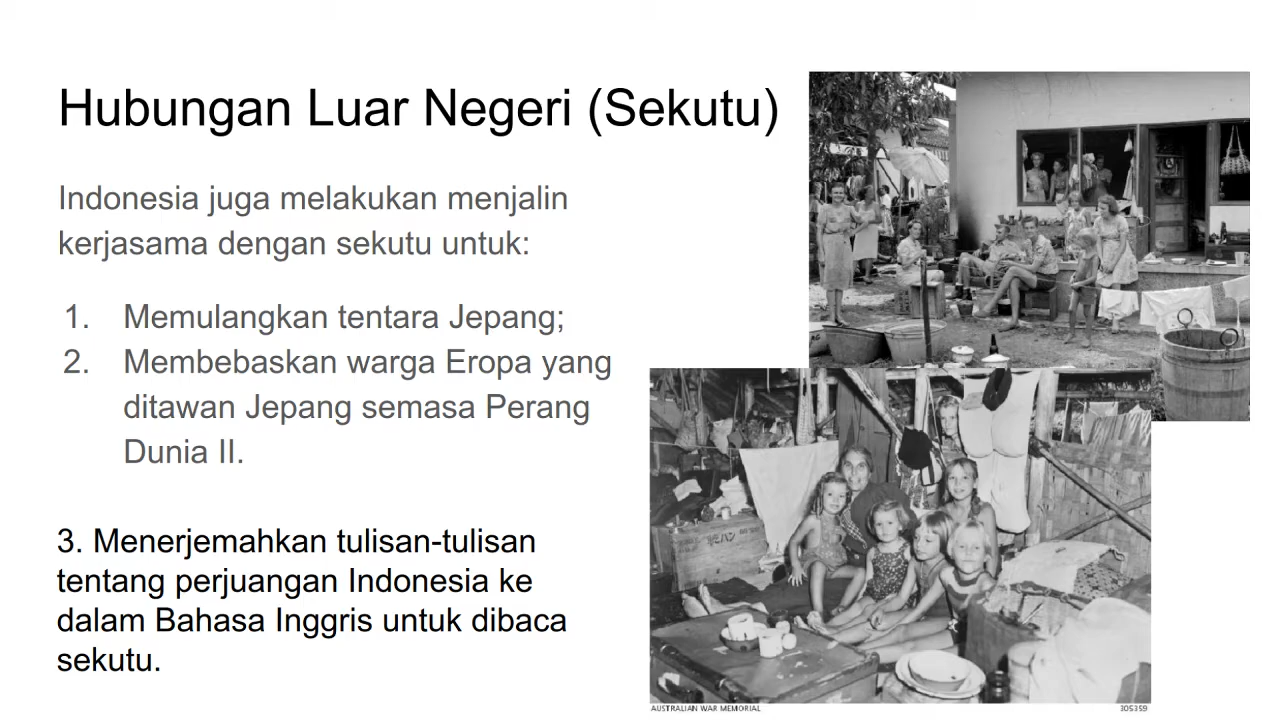 Hubungan Luar Negeri (Sekutu)
Indonesia juga melakukan menjalin
kerjasama dengan sekutu untuk:
1. Memulangkan tentara Jepang;
2. Membebaskan warga Eropa yang
ditawan Jepang semasa Perang
Dunia II.
3. Menerjemahkan tulisan-tulisan
tentang perjuangan Indonesia ke
dalam Bahasa Inggris untuk dibaca
sekutu.
AUSTRALIAN WAR MEMORIAL
305359